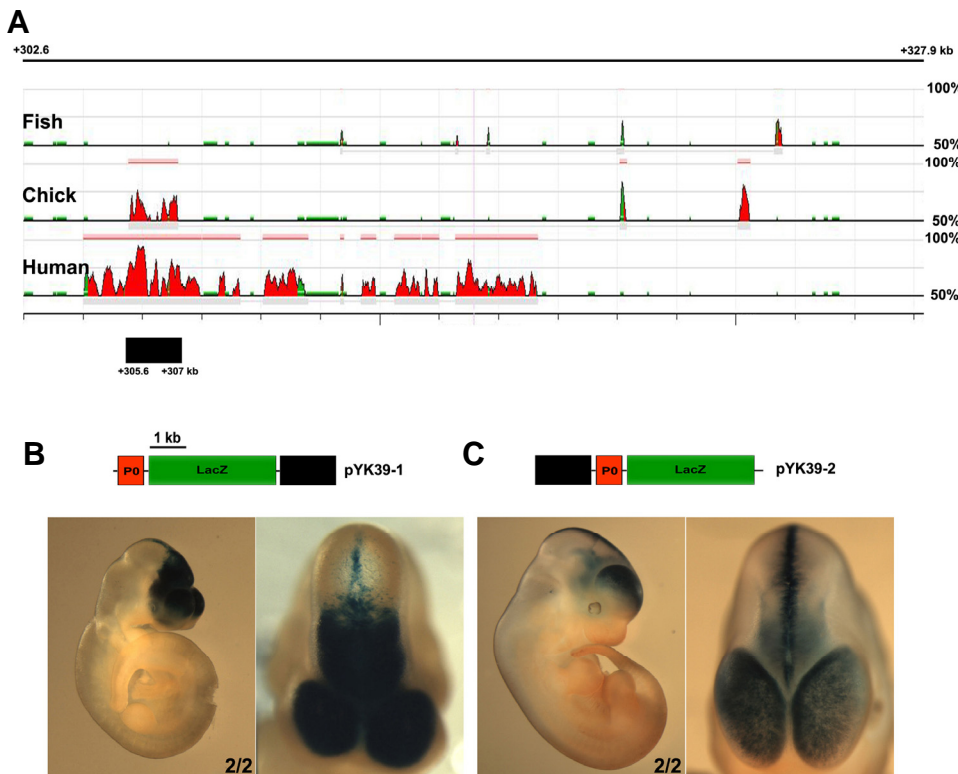 A
+302.6 +327.9 kb
100%
Fish
50%
100%
Chick
50%
100%
Human
50%
+305.6 +307 kb
B
1 kb
P0 LacZ pYK39-1
C
P0 LacZ pYK39-2
2/2
2/2